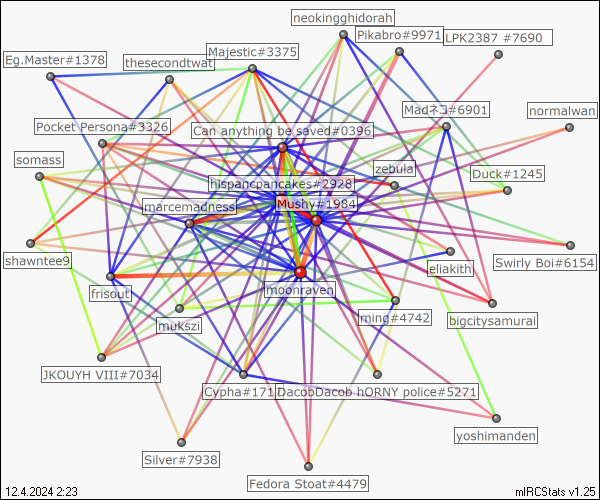 neokingghidorah
Pikabro#9971
LPK2387 #7690
Eg.Master#1378
thesecondtwat
Majestic#3375
Madネコ#6901
normalwan
Pocket Persona#3326
Can anything be saved#0396
somass
zebula
Duck#1245
hispancpancakes#2928
Mushy#1984
marcemadness
shawntee9
eliakith
Swirly Boi#6154
frisout
moonraven
mukszi
ming#4742
bigcitysamurai
JKOUYH VIII#7034
Cypha#171
DacobDacob hORNY police#5271
yoshimanden
Silver#7938
Fedora Stoat#4479
12.4.2024 2:23
mIRCStats v1.25